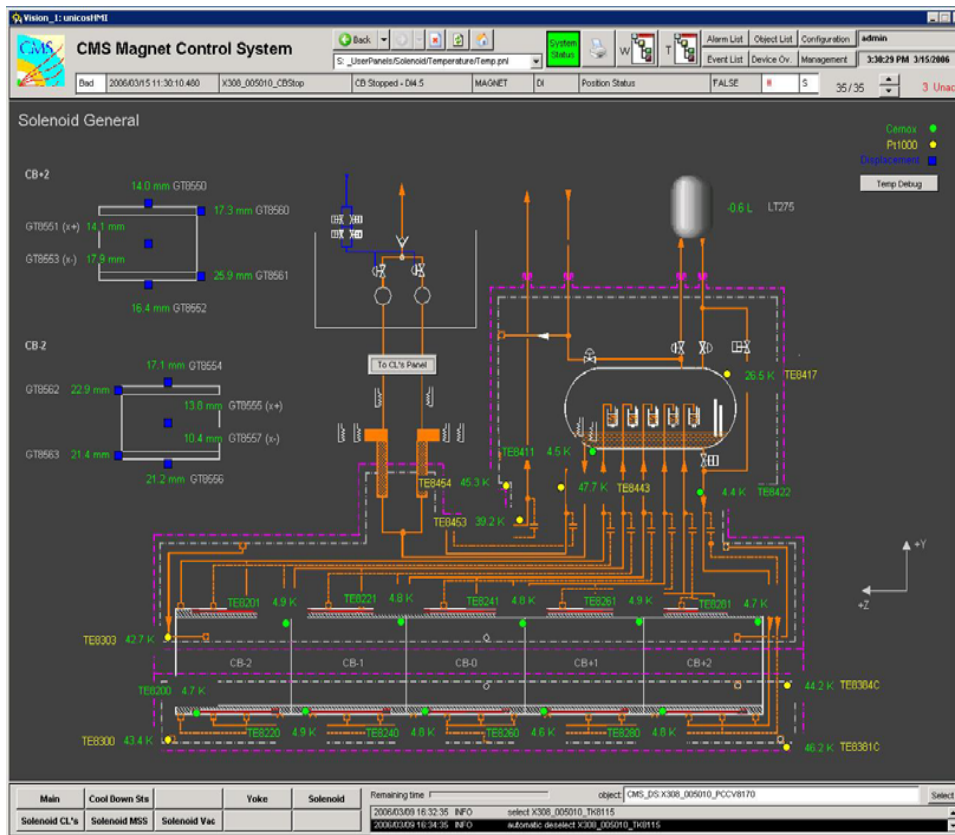 Vision_1: unicosHMI
CMS
CMS Magnet Control System
Back
S: _UserPanels/Solenoid/Temperature/Temp.pnl
System Status
W
T
Alarm List Object List Configuration admin
Event List Device Ov. Management 3:30:29 PM 3/15/2006
Bad 2006/03/15 11:30:10.480 X308_005010_CBStop CB Stopped - DI4.5 MAGNET DI Position Status FALSE S 35/35 3 Unac
Solenoid General
Cernox
Pt1000
Displacement
Temp Debug
CB+2
14.0 mm GT8550
17.3 mm GT8560
GT8551 (x+) 14.1 mm
GT8553 (x-) 17.9 mm
25.9 mm GT8561
16.4 mm GT8552
CB-2
17.1 mm GT8554
GT8562 22.9 mm
13.8 mm GT8555 (x+)
10.4 mm GT8557 (x-)
GT8563 21.4 mm
21.2 mm GT8556
-0.6 L LT275
To CL's Panel
26.5 K TE8417
TE8411 4.5 K
TE8454 45.3 K
47.7 K TE8443
4.4 K TE8422
TE8453 39.2 K
+Y
+Z
TE8201 4.9 K TE8221 4.8 K TE8241 4.8 K TE8261 4.9 K TE8281 4.7 K
TE8303 42.7 K
CB-2 CB-1 CB-0 CB+1 CB+2
TE8200 4.7 K
44.2 K TE8384C
TE8300 43.4 K
TE8220 4.9 K TE8240 4.8 K TE8260 4.6 K TE8280 4.8 K
46.2 K TE8381C
Main Cool Down Sts Yoke Solenoid
Solenoid CL's Solenoid MSS Solenoid Vac
Remaining time
object: CMS_DS:X308_005010_PCCV8170 Select
2006/03/09 16:32:35 INFO select X308_005010_TK8115
2006/03/09 16:34:35 INFO automatic deselect X308_005010_TK8115